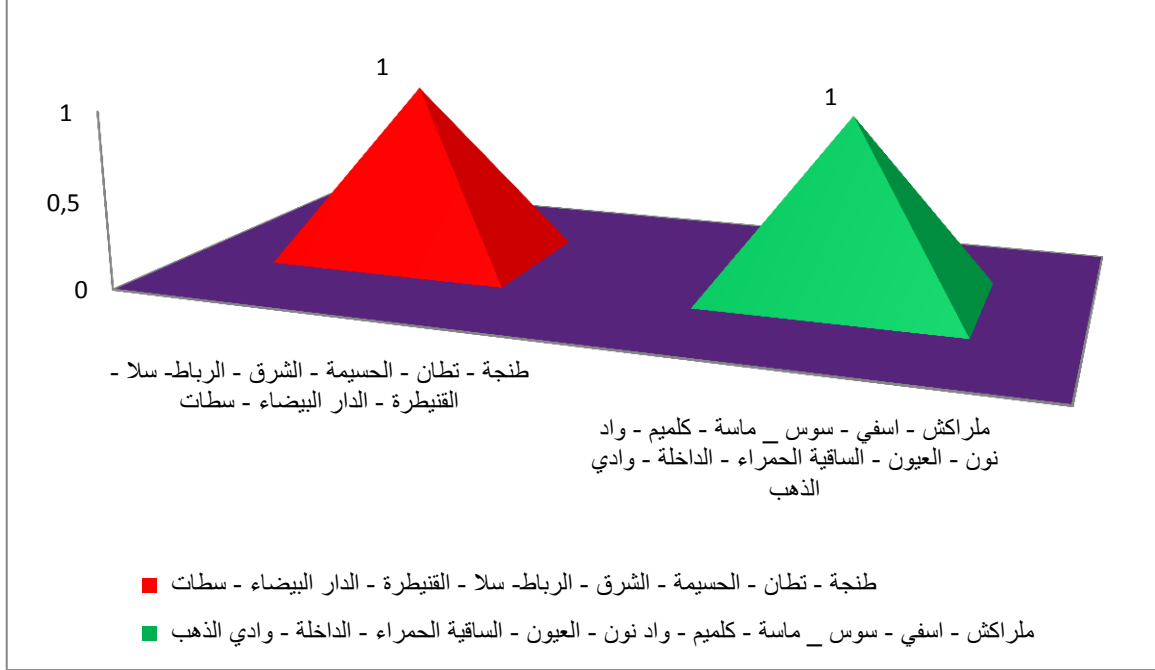 1
1
1
0,5
0
طنجة - تطان - الحسيمة - الشرق - الرباط- سلا -
القنيطرة - الدار البيضاء - سطات
ملراكش - اسفي - سوس _ ماسة - كلميم - واد
نون - العيون - الساقية الحمراء - الداخلة - وادي
الذهب
طنجة - تطان - الحسيمة - الشرق - الرباط- سلا - القنيطرة - الدار البيضاء - سطات
ملراكش - اسفي - سوس _ ماسة - كلميم - واد نون - العيون - الساقية الحمراء - الداخلة - وادي الذهب